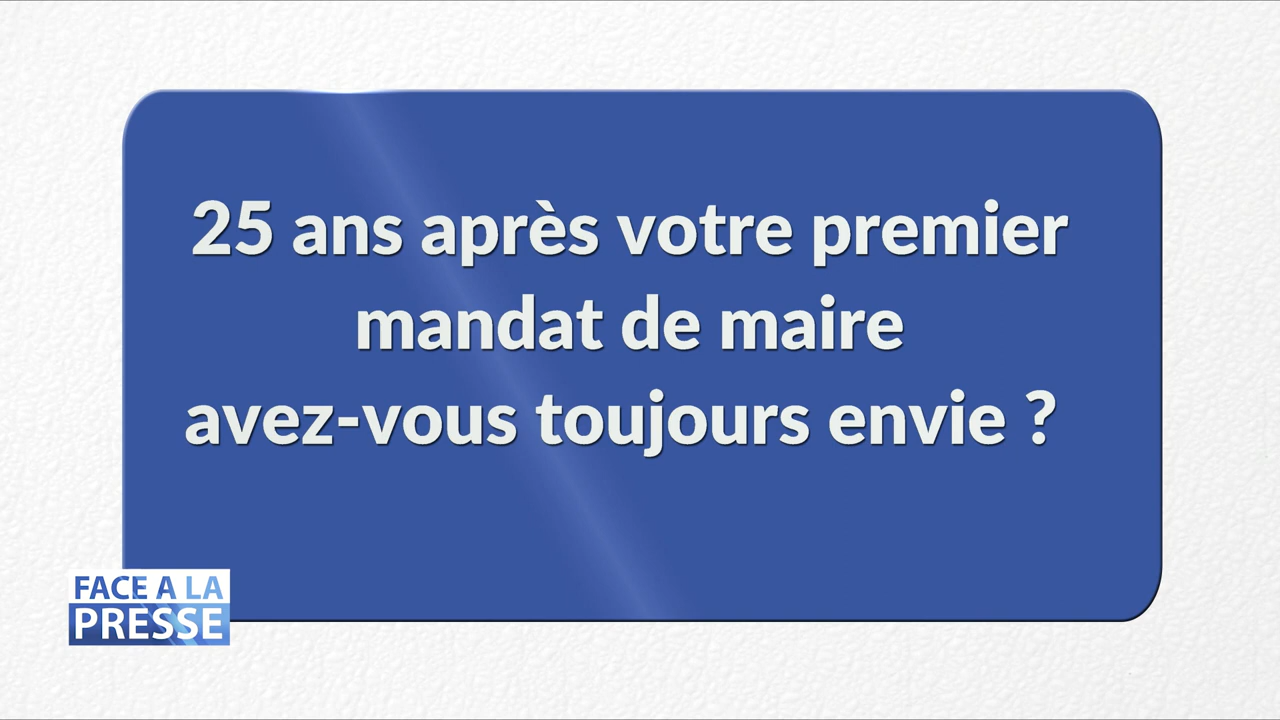 25 ans après votre premier
mandat de maire
avez-vous toujours envie ?
FACE A LA
PRESSE